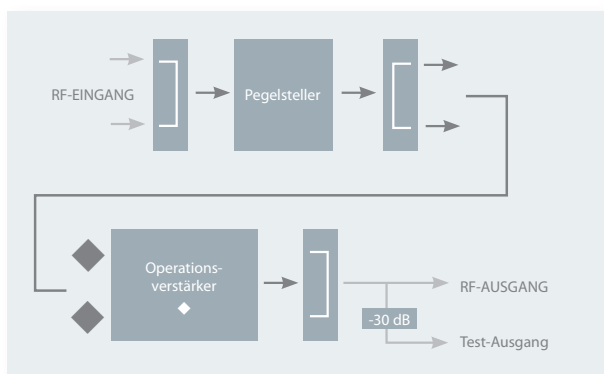 RF-EINGANG
Pegelsteller
Operations-
verstärker
RF-AUSGANG
-30 dB
Test-Ausgang